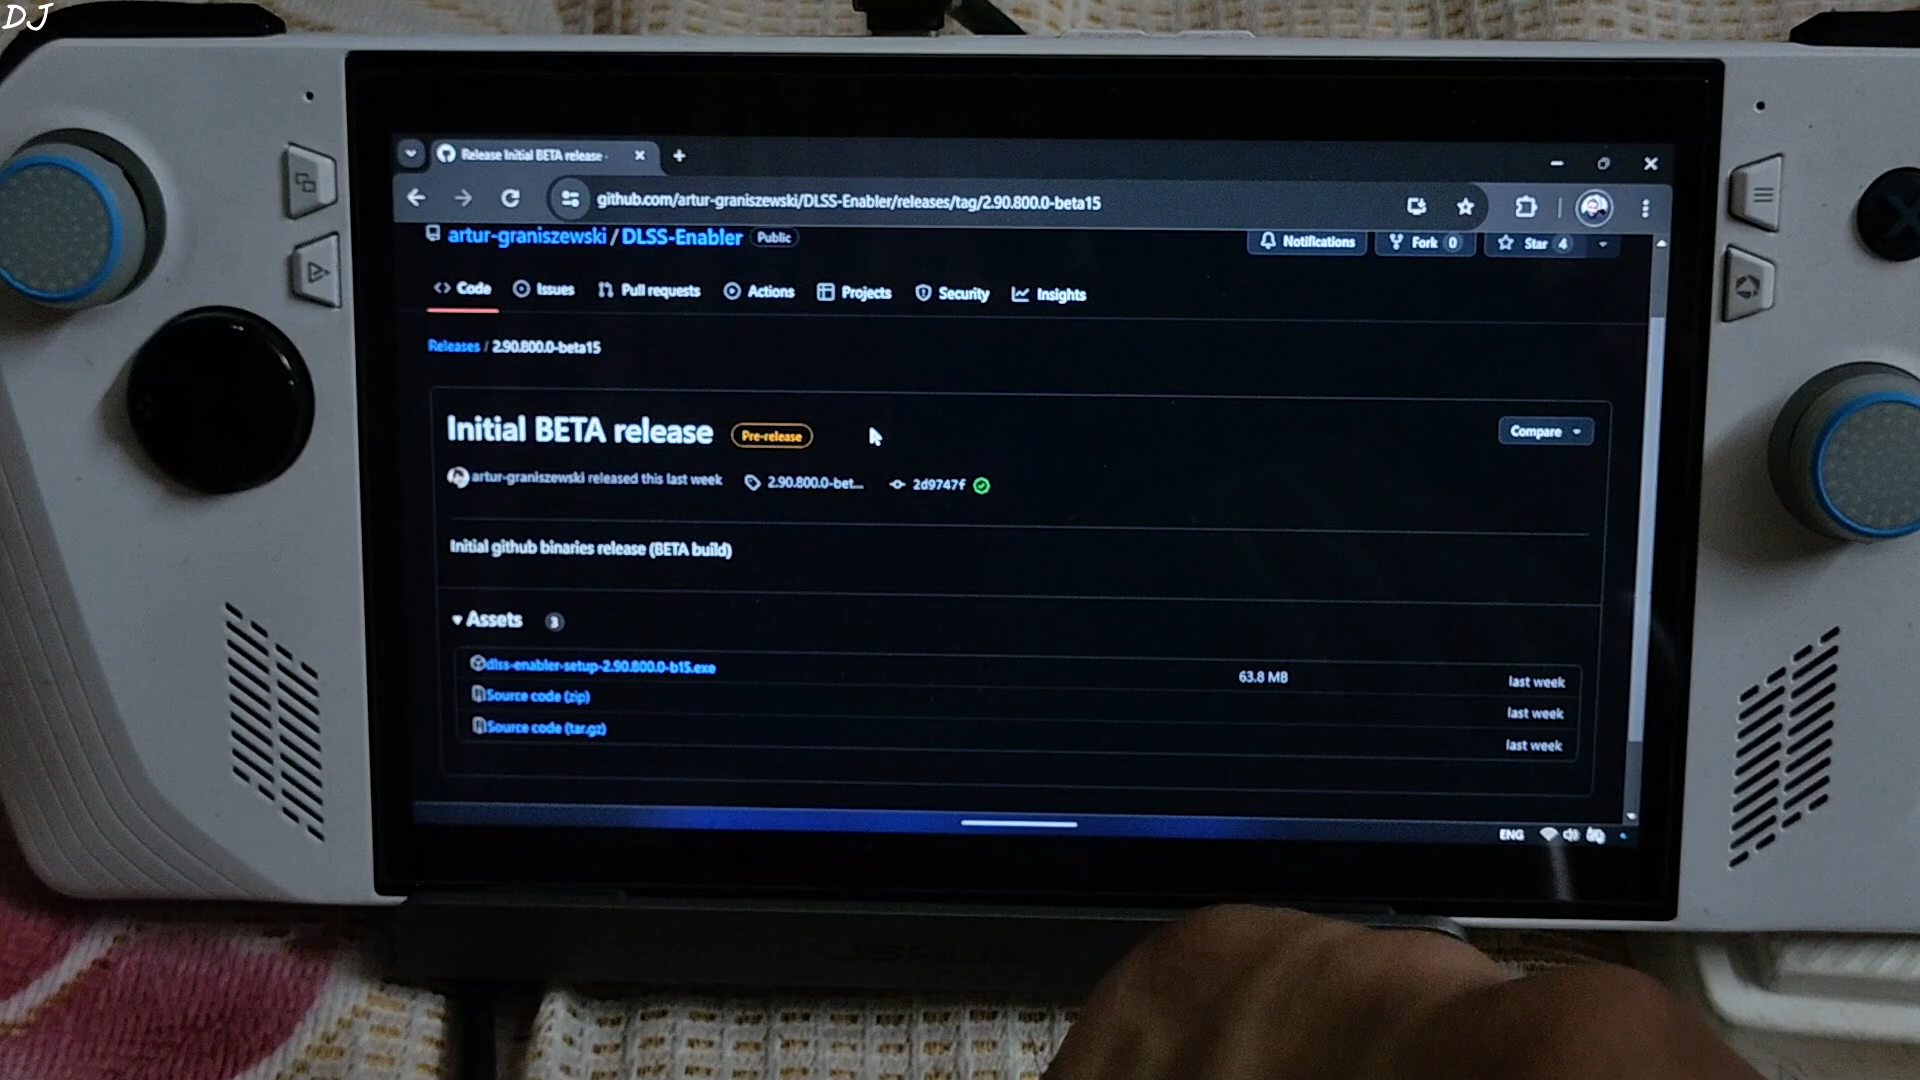 DJ
Release Initial BETA release
github.com/artur-graniszewski/DLSS-Enabler/releases/tag/2.90.800.0-beta15
artur-graniszewski / DLSS-Enabler Public
Notifications Fork 0 Star 4
Code Issues Pull requests Actions Projects Security Insights
Releases / 2.90.800.0-beta15
Initial BETA release Pre-release
Compare
artur-graniszewski released this last week 2.90.800.0-bet... 2d9747f
Initial github binaries release (BETA build)
Assets 3
dlss-enabler-setup-2.90.800.0-b15.exe 63.8 MB last week
Source code (zip) last week
Source code (tar.gz) last week
ENG
X